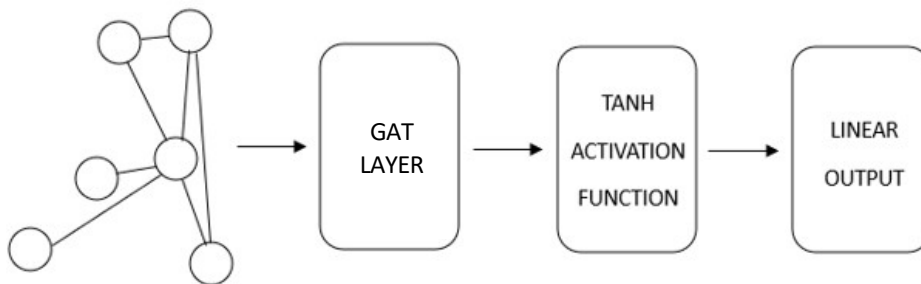 GAT
LAYER
TANH
ACTIVATION
FUNCTION
LINEAR
OUTPUT